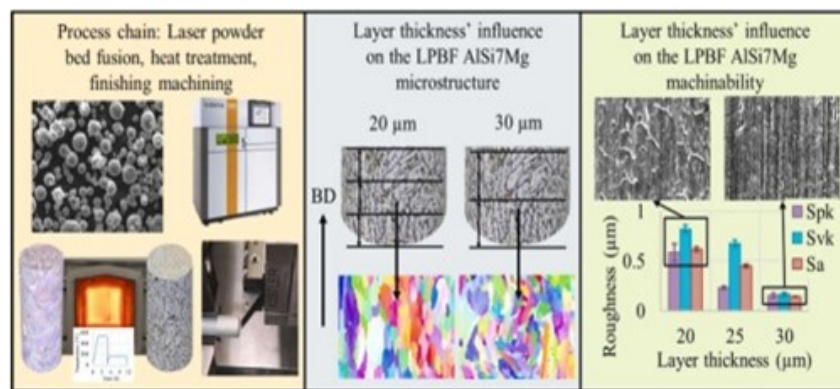 Process chain: Laser powder
bed fusion, heat treatment,
finishing machining
Layer thickness' influence
on the LPBF AlSi7Mg
microstructure
20 µm
30 µm
BD
Layer thickness' influence
on the LPBF AlSi7Mg
machinability
Roughness (µm)
1
0.5
0
Spk
Svk
Sa
20
25
30
Layer thickness (µm)